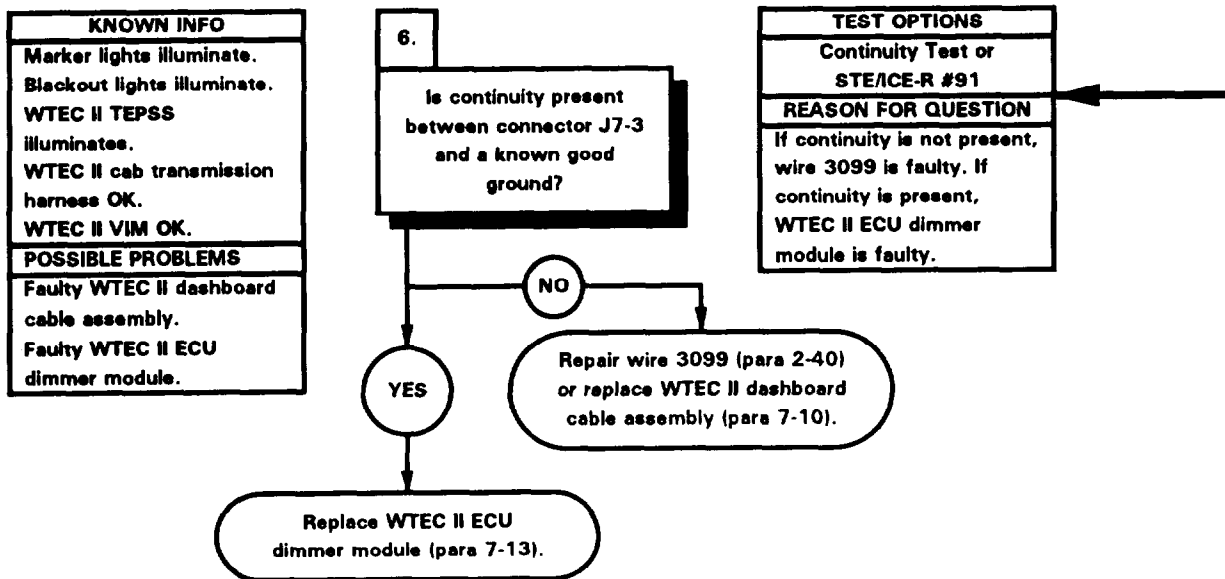 KNOWN INFO
Marker lights illuminate.
Blackout lights illuminate.
WTEC II TEPSS
illuminates.
WTEC II cab transmission
harness OK.
WTEC II VIM OK.
POSSIBLE PROBLEMS
Faulty WTEC II dashboard
cable assembly.
Faulty WTEC II ECU
dimmer module.
6.
Is continuity present
between connector J7-3
and a known good
ground?
TEST OPTIONS
Continuity Test or
STE/ICE-R #91
REASON FOR QUESTION
If continuity is not present,
wire 3099 is faulty. If
continuity is present,
WTEC II ECU dimmer
module is faulty.
NO
YES
Repair wire 3099 (para 2-40)
or replace WTEC II dashboard
cable assembly (para 7-10).
Replace WTEC II ECU
dimmer module (para 7-13).